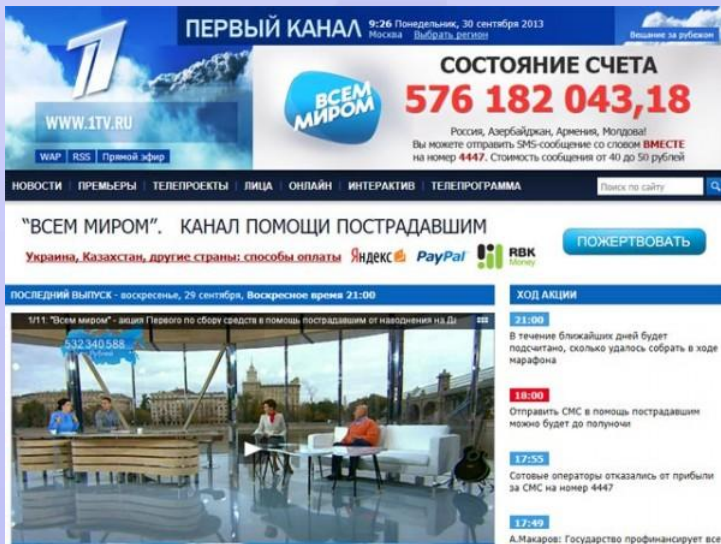 ПЕРВЫЙ КАНАЛ
9:26 Понедельник, 30 сентября 2013
Москва Выбрать регион
Вещание за рубежом
1
WWW.1TV.RU
WAP RSS Прямой эфир
ВСЕМ МИРОМ
СОСТОЯНИЕ СЧЕТА
576 182 043,18
Россия, Азербайджан, Армения, Молдова!
Вы можете отправить SMS-сообщение со словом ВМЕСТЕ
на номер 4447. Стоимость сообщения от 40 до 50 рублей
НОВОСТИ ПРЕМЬЕРЫ ТЕЛЕПРОЕКТЫ ЛИЦА ОНЛАЙН ИНТЕРАКТИВ ТЕЛЕПРОГРАММА
Поиск по сайту
"ВСЕМ МИРОМ". КАНАЛ ПОМОЩИ ПОСТРАДАВШИМ
Украина, Казахстан, другие страны: способы оплаты Яндекс PayPal RBK Money
ПОЖЕРТВОВАТЬ
ПОСЛЕДНИЙ ВЫПУСК - воскресенье, 29 сентября, Воскресное время 21:00
1/11: "Всем миром" - акция Первого по сбору средств в помощь пострадавшим от наводнения на Д
532 340 588
Рублей
ХОД АКЦИИ
21:00
В течение ближайших дней будет
подсчитано, сколько удалось собрать в ходе
марафона
18:00
Отправить СМС в помощь пострадавшим
можно будет до полуночи
17:55
Сотовые операторы отказались от прибыли
за СМС на номер 4447
17:49
А.Макаров: Государство профинансирует все